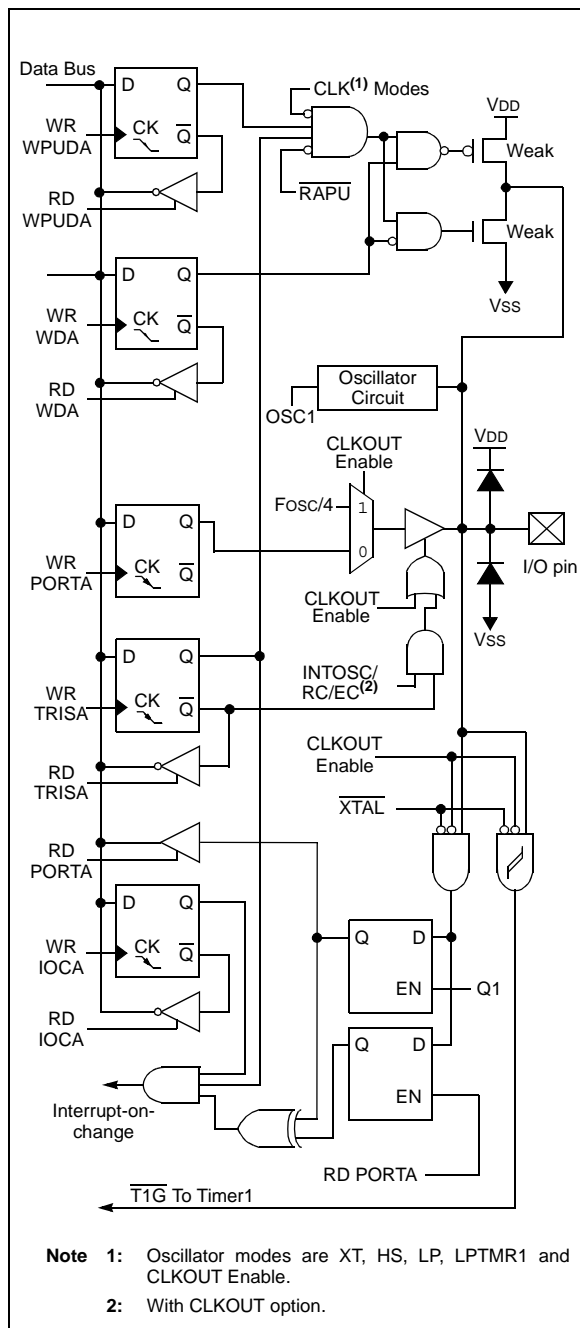 Data Bus
D Q
WR
WPUDA
CK Q
RD
WPUDA
CLK(1) Modes
RAPU
VDD
Weak
Weak
VSS
D Q
WR
WDA
CK Q
RD
WDA
Oscillator
Circuit
OSC1
CLKOUT
Enable
FOSC/4
1
0
VDD
I/O pin
VSS
D Q
WR
PORTA
CK Q
CLKOUT
Enable
INTOSC/
RC/EC(2)
D Q
WR
TRISA
CK Q
RD
TRISA
CLKOUT
Enable
XTAL
RD
PORTA
D Q
WR
IOCA
CK Q
RD
IOCA
Q D
EN
Q1
Q D
EN
RD PORTA
Interrupt-on-
change
T1G To Timer1
Note 1: Oscillator modes are XT, HS, LP, LPTMR1 and
CLKOUT Enable.
2: With CLKOUT option.